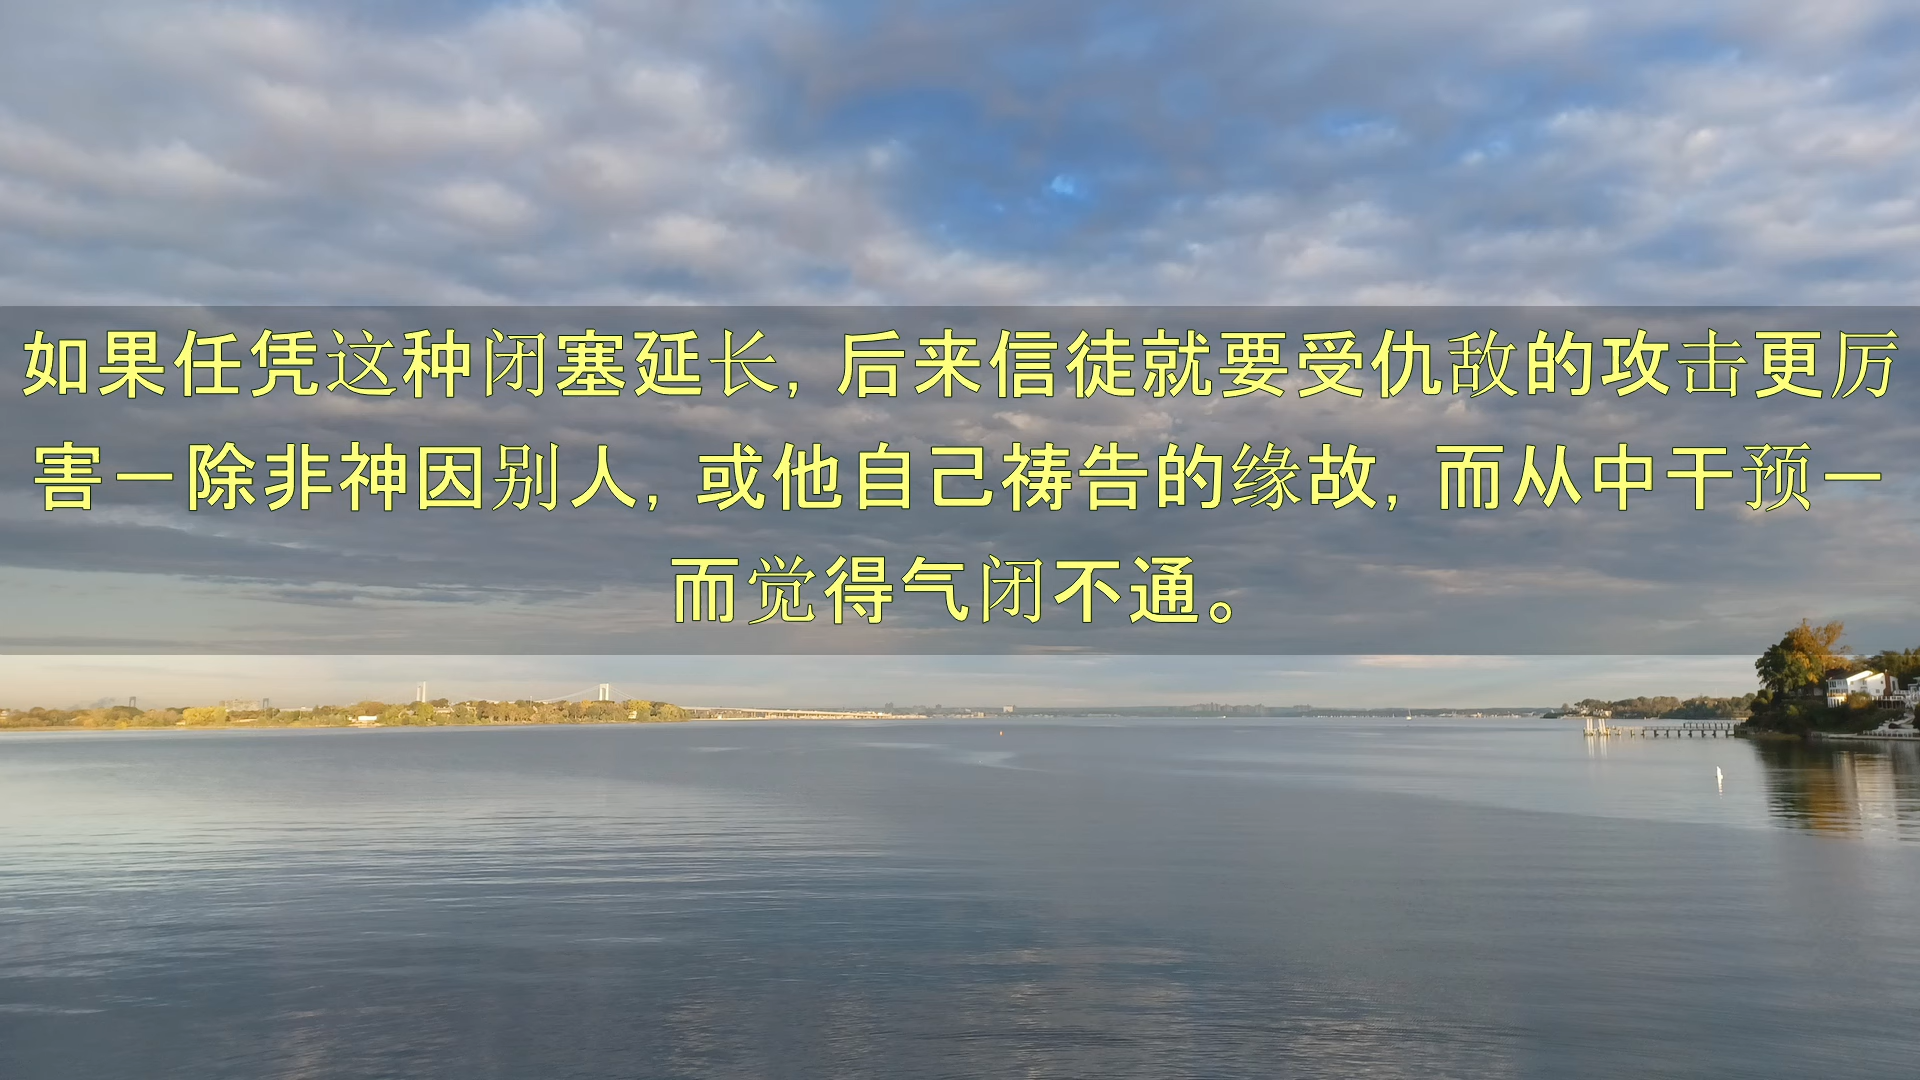 如果任凭这种闭塞延长, 后来信徒就要受仇敌的攻击更厉
害－除非神因别人, 或他自己祷告的缘故, 而从中干预－
而觉得气闭不通。